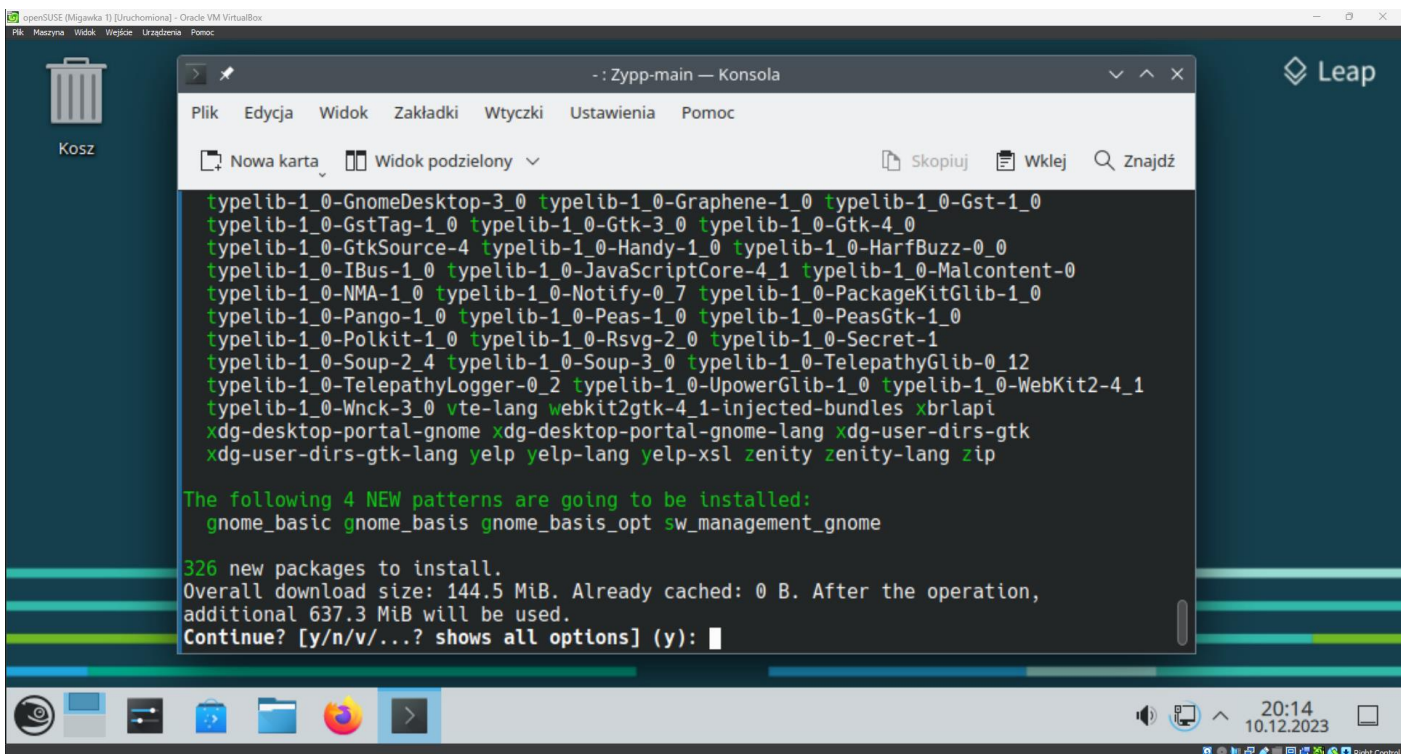 openSUSE (Migawka 1) [Uruchomiona] - Oracle VM VirtualBox
Plik Maszyna Widok Wejście Urządzenia Pomoc
Kosz
- : Zypp-main — Konsola
Leap
Plik Edycja Widok Zakładki Wtyczki Ustawienia Pomoc
Nowa karta Widok podzielony Skopiuj Wklej Znajdź
typelib-1_0-GnomeDesktop-3_0 typelib-1_0-Graphene-1_0 typelib-1_0-Gst-1_0
typelib-1_0-GstTag-1_0 typelib-1_0-Gtk-3_0 typelib-1_0-Gtk-4_0
typelib-1_0-GtkSource-4 typelib-1_0-Handy-1_0 typelib-1_0-HarfBuzz-0_0
typelib-1_0-IBus-1_0 typelib-1_0-JavaScriptCore-4_1 typelib-1_0-Malcontent-0
typelib-1_0-NMA-1_0 typelib-1_0-Notify-0_7 typelib-1_0-PackageKitGlib-1_0
typelib-1_0-Pango-1_0 typelib-1_0-Peas-1_0 typelib-1_0-PeasGtk-1_0
typelib-1_0-Polkit-1_0 typelib-1_0-Rsvg-2_0 typelib-1_0-Secret-1
typelib-1_0-Soup-2_4 typelib-1_0-Soup-3_0 typelib-1_0-TelepathyGlib-0_12
typelib-1_0-TelepathyLogger-0_2 typelib-1_0-UpowerGlib-1_0 typelib-1_0-WebKit2-4_1
typelib-1_0-Wnck-3_0 vte-lang webkit2gtk-4_1-injected-bundles xbrlapi
xdg-desktop-portal-gnome xdg-desktop-portal-gnome-lang xdg-user-dirs-gtk
xdg-user-dirs-gtk-lang yelp yelp-lang yelp-xsl zenity zenity-lang zip
The following 4 NEW patterns are going to be installed:
gnome_basic gnome_basis gnome_basis_opt sw_management_gnome
326 new packages to install.
Overall download size: 144.5 MiB. Already cached: 0 B. After the operation,
additional 637.3 MiB will be used.
Continue? [y/n/v/...? shows all options] (y):
20:14
10.12.2023
Right Control